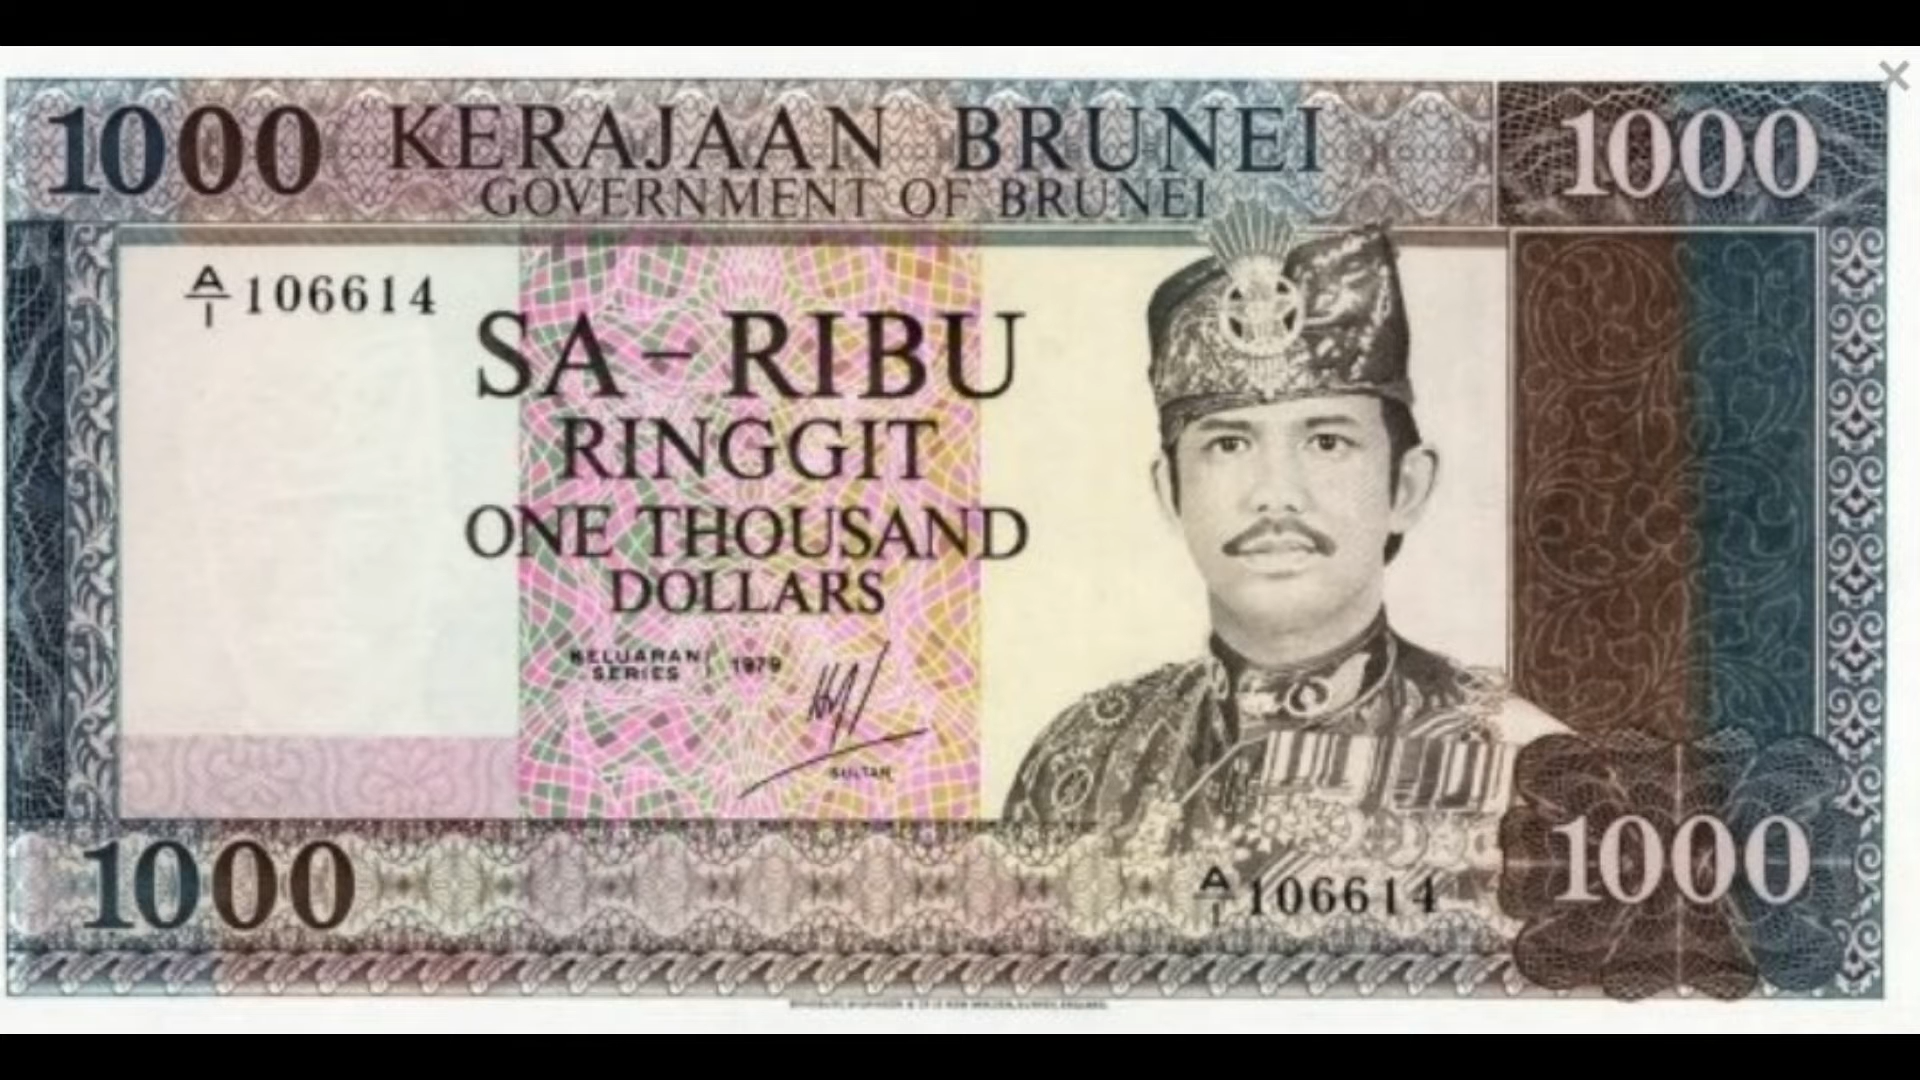 1000 KERAJAAN BRUNEI 1000
GOVERNMENT OF BRUNEI
A/1 106614
SA-RIBU
RINGGIT
ONE THOUSAND
DOLLARS
KELUARAN 1979
SERIES
SULTAN
1000 A/1 106614 1000